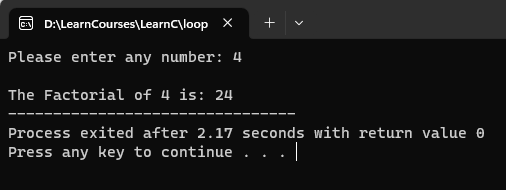 D:\LearnCourses\LearnC\loop
Please enter any number: 4
The Factorial of 4 is: 24
--------------------------------
Process exited after 2.17 seconds with return value 0
Press any key to continue . . .